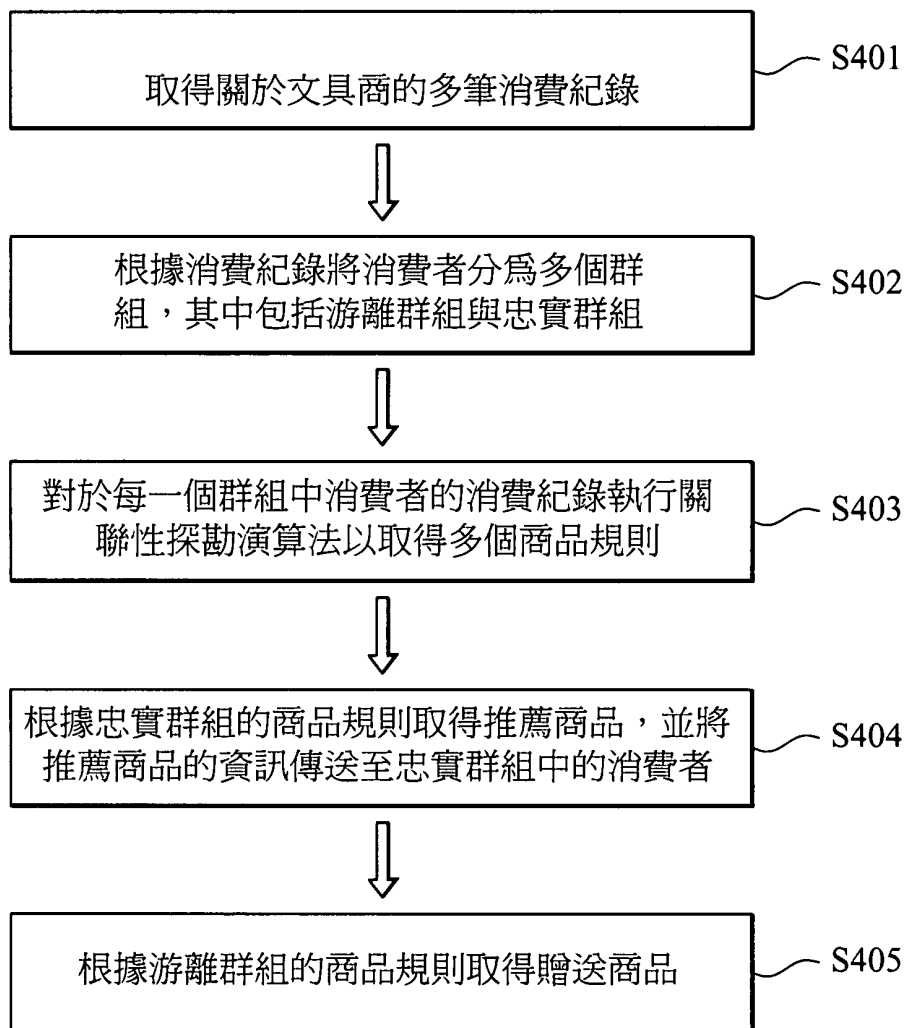 取得關於文具商的多筆消費紀錄
S401
根據消費紀錄將消費者分爲多個群
組，其中包括游離群組與忠實群組
S402
對於每一個群組中消費者的消費紀錄執行關
聯性探勘演算法以取得多個商品規則
S403
根據忠實群組的商品規則取得推薦商品，並將
推薦商品的資訊傳送至忠實群組中的消費者
S404
根據游離群組的商品規則取得贈送商品
S405